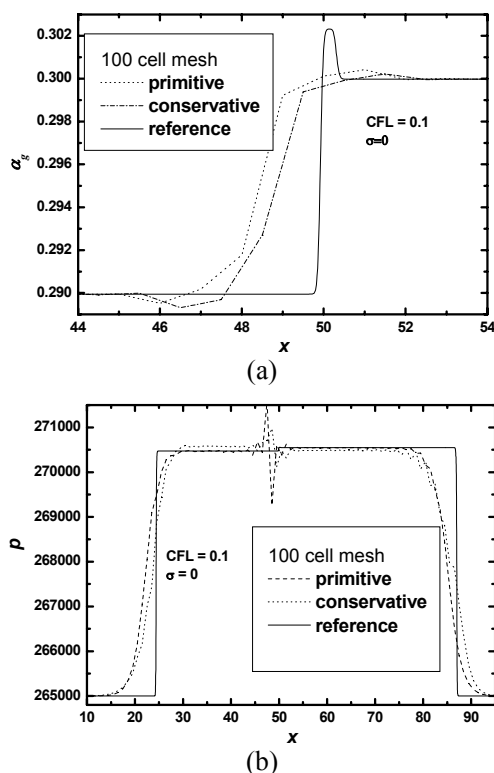 0.302
0.300
0.298
0.296
0.294
0.292
0.290
α_g
100 cell mesh
primitive
conservative
reference
CFL = 0.1
σ=0
44 46 48 50 52 54
x
(a)
271000
270000
269000
268000
267000
266000
265000
p
CFL = 0.1
σ = 0
100 cell mesh
primitive
conservative
reference
10 20 30 40 50 60 70 80 90
x
(b)